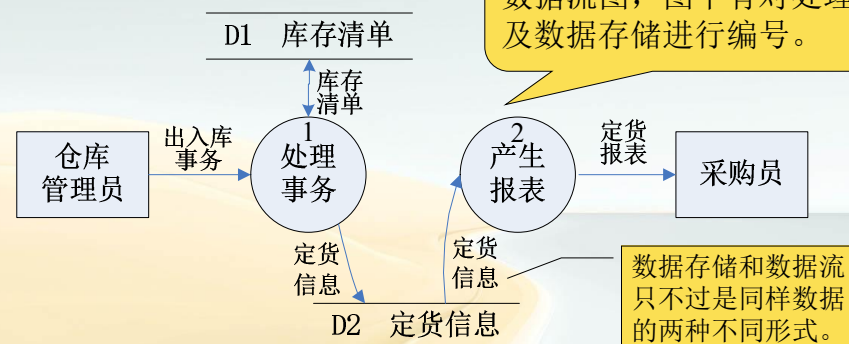 数据流图，图中有对处理
及数据存储进行编号。
D1 库存清单
库存
清单
仓库
管理员
出入库
事务
1
处理
事务
2
产生
报表
定货
报表
采购员
定货
信息
定货
信息
D2 定货信息
数据存储和数据流
只不过是同样数据
的两种不同形式。